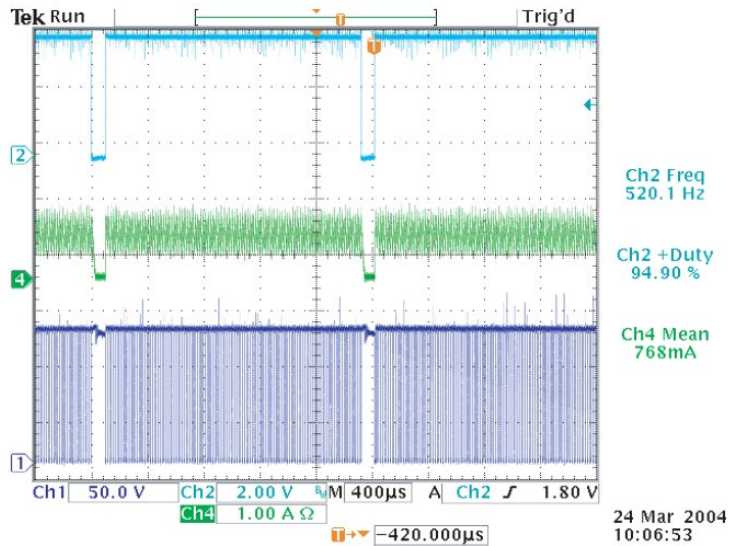 Tek Run Trig'd
T
T
2
Ch2 Freq
520.1 Hz
Ch2 +Duty
94.90 %
4
Ch4 Mean
768mA
1
Ch1 50.0 V Ch2 2.00 V BW M 400µs A Ch2 1.80 V
Ch4 1.00 A Ω
T -420.000µs
24 Mar 2004
10:06:53